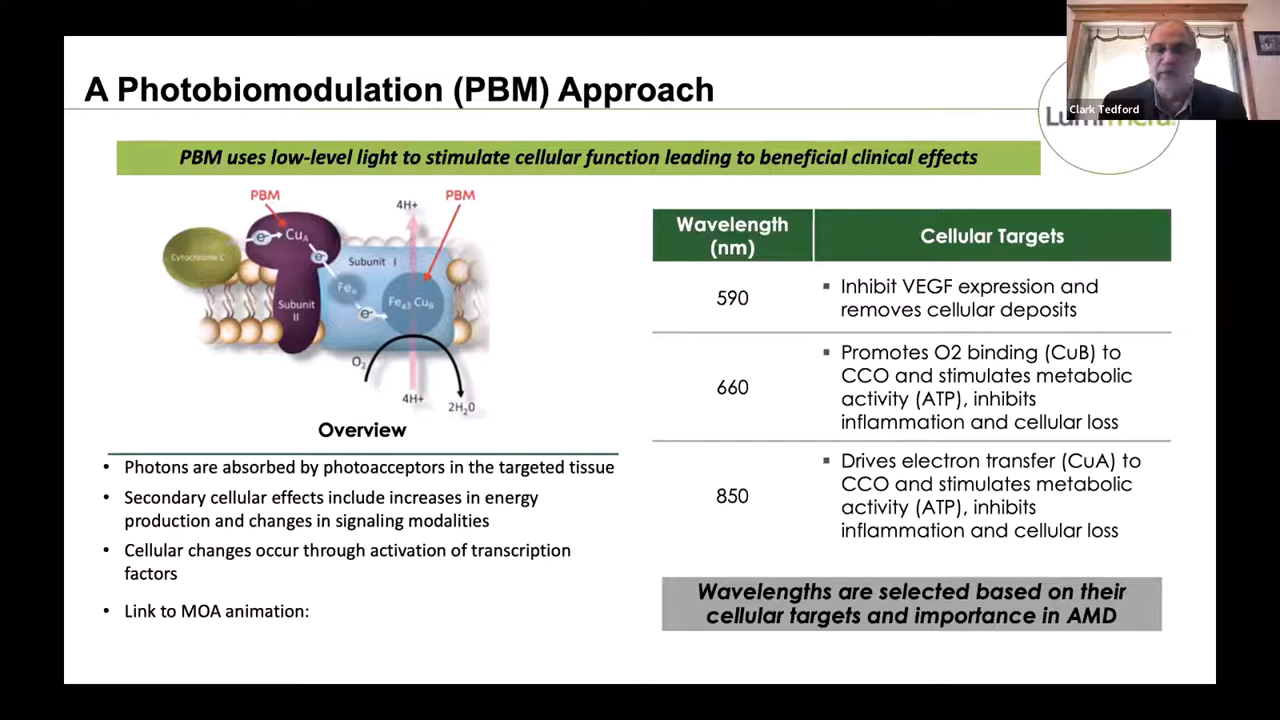 A Photobiomodulation (PBM) Approach
Clark Tedford
PBM uses low-level light to stimulate cellular function leading to beneficial clinical effects
PBM
PBM
4H+
Cytochrome C
e-
CuA
e-
Subunit I
FeA
Fea3 CuB
Subunit
II
e-
O2
4H+
2H20
Overview
• Photons are absorbed by photoacceptors in the targeted tissue
• Secondary cellular effects include increases in energy
production and changes in signaling modalities
• Cellular changes occur through activation of transcription
factors
• Link to MOA animation:
Wavelength
(nm)
Cellular Targets
590
▪ Inhibit VEGF expression and
removes cellular deposits
660
▪ Promotes O2 binding (CuB) to
CCO and stimulates metabolic
activity (ATP), inhibits
inflammation and cellular loss
850
▪ Drives electron transfer (CuA) to
CCO and stimulates metabolic
activity (ATP), inhibits
inflammation and cellular loss
Wavelengths are selected based on their
cellular targets and importance in AMD